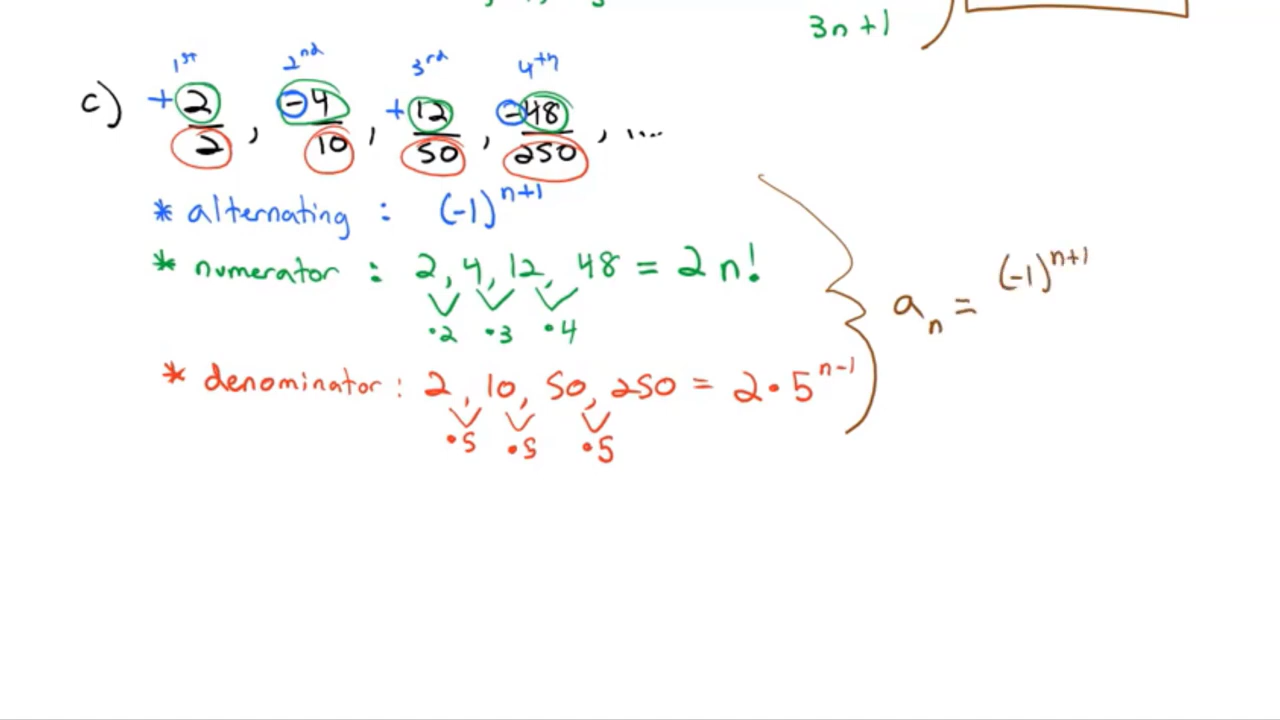 3n+1
1st 2nd 3rd 4th
c) +2/2, -4/10, +12/50, -48/250, ....
* alternating : (-1)^{n+1}
* numerator : 2, 4, 12, 48 = 2n!
·2 ·3 ·4
* denominator : 2, 10, 50, 250 = 2·5^{n-1}
·5 ·5 ·5
a_n = (-1)^{n+1}